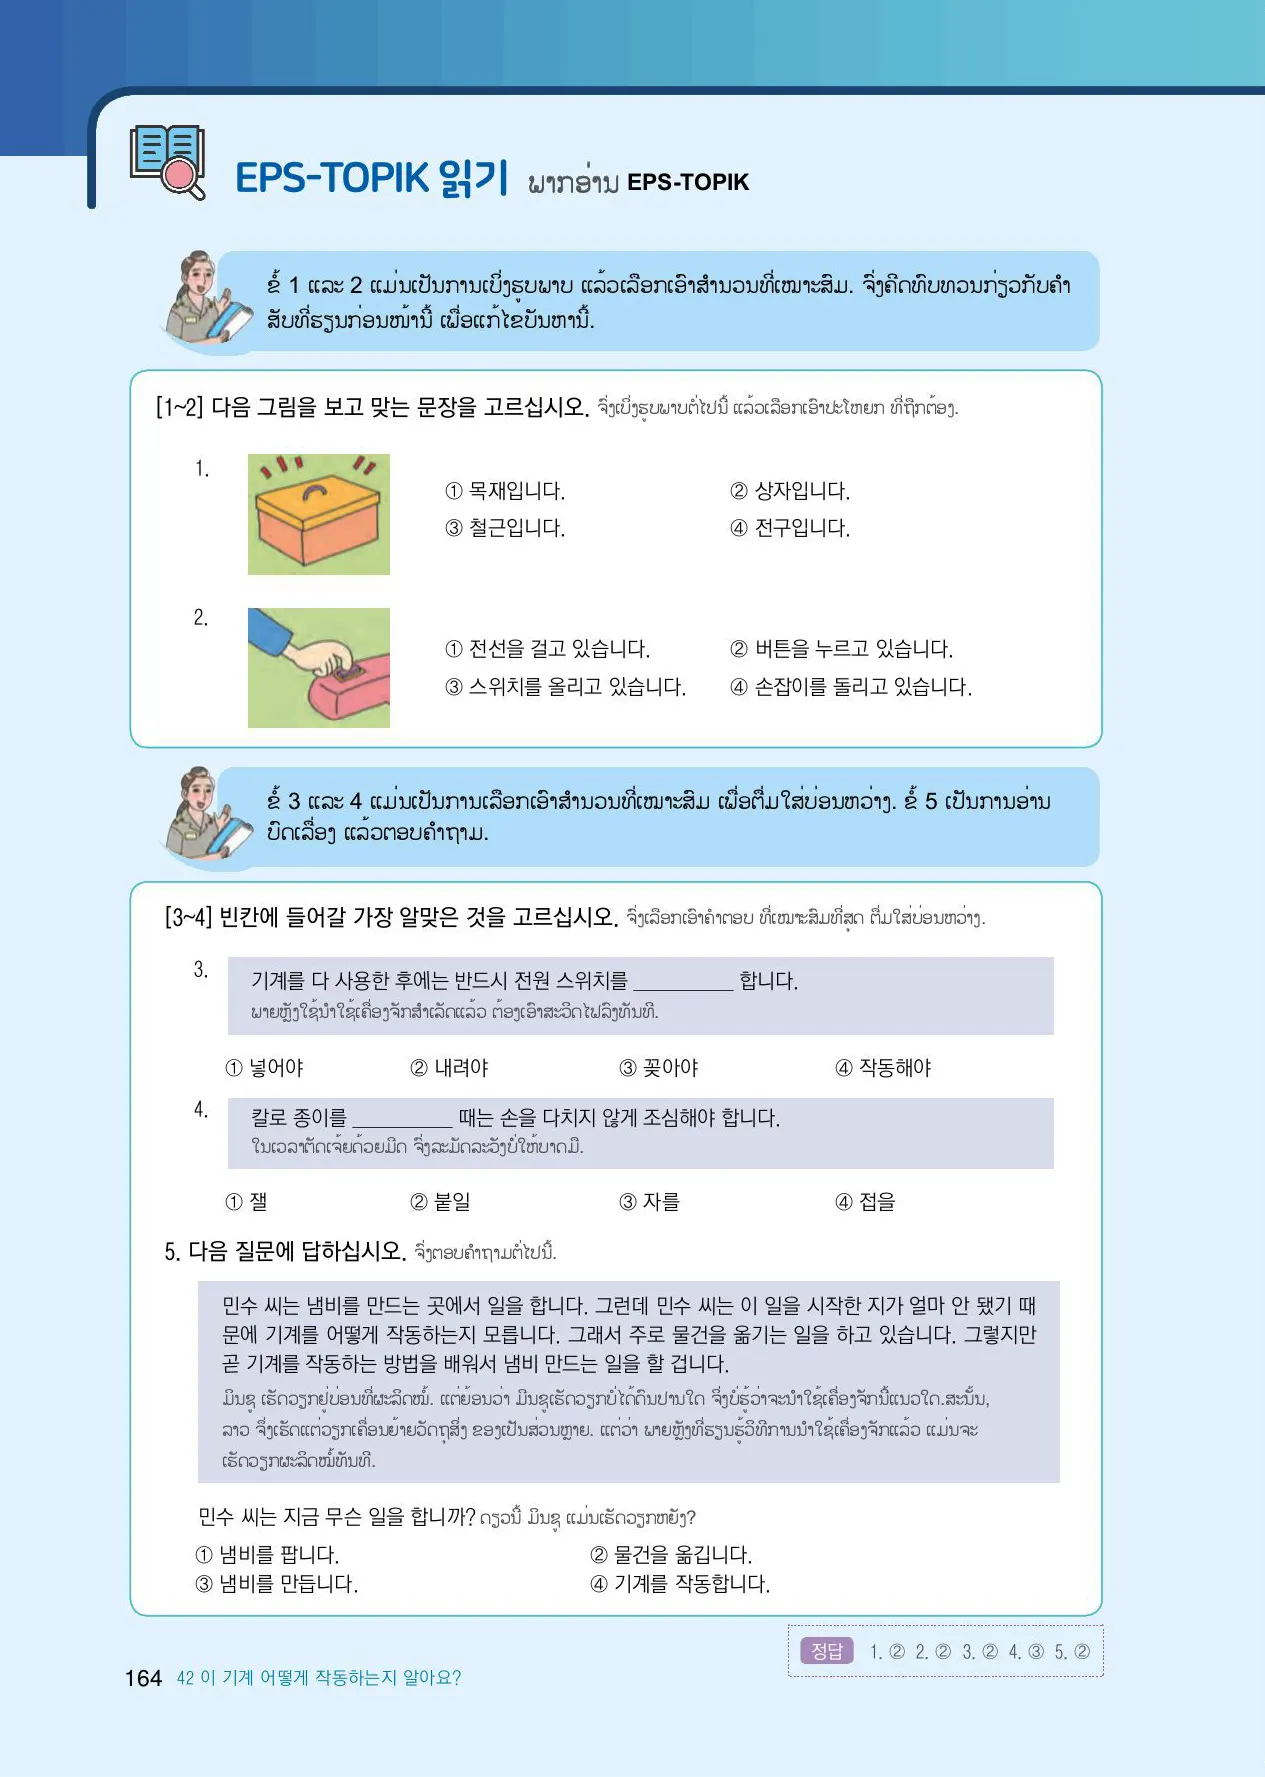 EPS-TOPIK 읽기 ພາກອ່ານ EPS-TOPIK
ຂໍ້ 1 ແລະ 2 ແມ່ນເປັນການເບິ່ງຮູບພາບ ແລ້ວເລືອກເອົາສຳນວນທີ່ເໝາະສົມ. ຈົ່ງຄິດທົບທວນກ່ຽວກັບຄຳ
ສັບທີ່ຮຽນກ່ອນໜ້ານີ້ ເພື່ອແກ້ໄຂບັນຫານີ້.
[1~2] 다음 그림을 보고 맞는 문장을 고르십시오. ຈົ່ງເບິ່ງຮູບພາບຕໍ່ໄປນີ້ ແລ້ວເລືອກເອົາປະໂຫຍກ ທີ່ຖືກຕ້ອງ.
1.
① 목재입니다. ② 상자입니다.
③ 철근입니다. ④ 전구입니다.
2.
① 전선을 걸고 있습니다. ② 버튼을 누르고 있습니다.
③ 스위치를 올리고 있습니다. ④ 손잡이를 돌리고 있습니다.
ຂໍ້ 3 ແລະ 4 ແມ່ນເປັນການເລືອກເອົາສຳນວນທີ່ເໝາະສົມ ເພື່ອຕື່ມໃສ່ບ່ອນຫວ່າງ. ຂໍ້ 5 ເປັນການອ່ານ
ບົດເລື່ອງ ແລ້ວຕອບຄຳຖາມ.
[3~4] 빈칸에 들어갈 가장 알맞은 것을 고르십시오. ຈົ່ງເລືອກເອົາຄຳຕອບ ທີ່ເໝາະສົມທີ່ສຸດ ຕື່ມໃສ່ບ່ອນຫວ່າງ.
3. 기계를 다 사용한 후에는 반드시 전원 스위치를 _________ 합니다.
ພາຍຫຼັງໃຊ້ນຳໃຊ້ເຄື່ອງຈັກສຳເລັດແລ້ວ ຕ້ອງເອົາສະວິດໄຟລົງທັນທີ.
① 넣어야 ② 내려야 ③ 꽂아야 ④ 작동해야
4. 칼로 종이를 _________ 때는 손을 다치지 않게 조심해야 합니다.
ໃນເວລາຕັດເຈ້ຍດ້ວຍມີດ ຈົ່ງລະມັດລະວັງບໍ່ໃຫ້ບາດມື.
① 잴 ② 붙일 ③ 자를 ④ 접을
5. 다음 질문에 답하십시오. ຈົ່ງຕອບຄຳຖາມຕໍ່ໄປນີ້.
민수 씨는 냄비를 만드는 곳에서 일을 합니다. 그런데 민수 씨는 이 일을 시작한 지가 얼마 안 됐기 때
문에 기계를 어떻게 작동하는지 모릅니다. 그래서 주로 물건을 옮기는 일을 하고 있습니다. 그렇지만
곧 기계를 작동하는 방법을 배워서 냄비 만드는 일을 할 겁니다.
ມິນຊູ ເຮັດວຽກຢູ່ບ່ອນທີ່ຜະລິດໝໍ້. ແຕ່ຍ້ອນວ່າ ມີນຊູເຮັດວຽກບໍ່ໄດ້ດົນປານໃດ ຈຶ່ງບໍ່ຮູ້ວ່າຈະນຳໃຊ້ເຄື່ອງຈັກນີ້ແນວໃດ.ສະນັ້ນ,
ລາວ ຈຶ່ງເຮັດແຕ່ວຽກເຄື່ອນຍ້າຍວັດຖຸສິ່ງ ຂອງເປັນສ່ວນຫຼາຍ. ແຕ່ວ່າ ພາຍຫຼັງທີ່ຮຽນຮູ້ວິທີການນຳໃຊ້ເຄື່ອງຈັກແລ້ວ ແມ່ນຈະ
ເຮັດວຽກຜະລິດໝໍ້ທັນທີ.
민수 씨는 지금 무슨 일을 합니까? ດຽວນີ້ ມິນຊູ ແມ່ນເຮັດວຽກຫຍັງ?
① 냄비를 팝니다. ② 물건을 옮깁니다.
③ 냄비를 만듭니다. ④ 기계를 작동합니다.
정답 1. ② 2. ② 3. ② 4. ③ 5. ②
164 42 이 기계 어떻게 작동하는지 알아요?